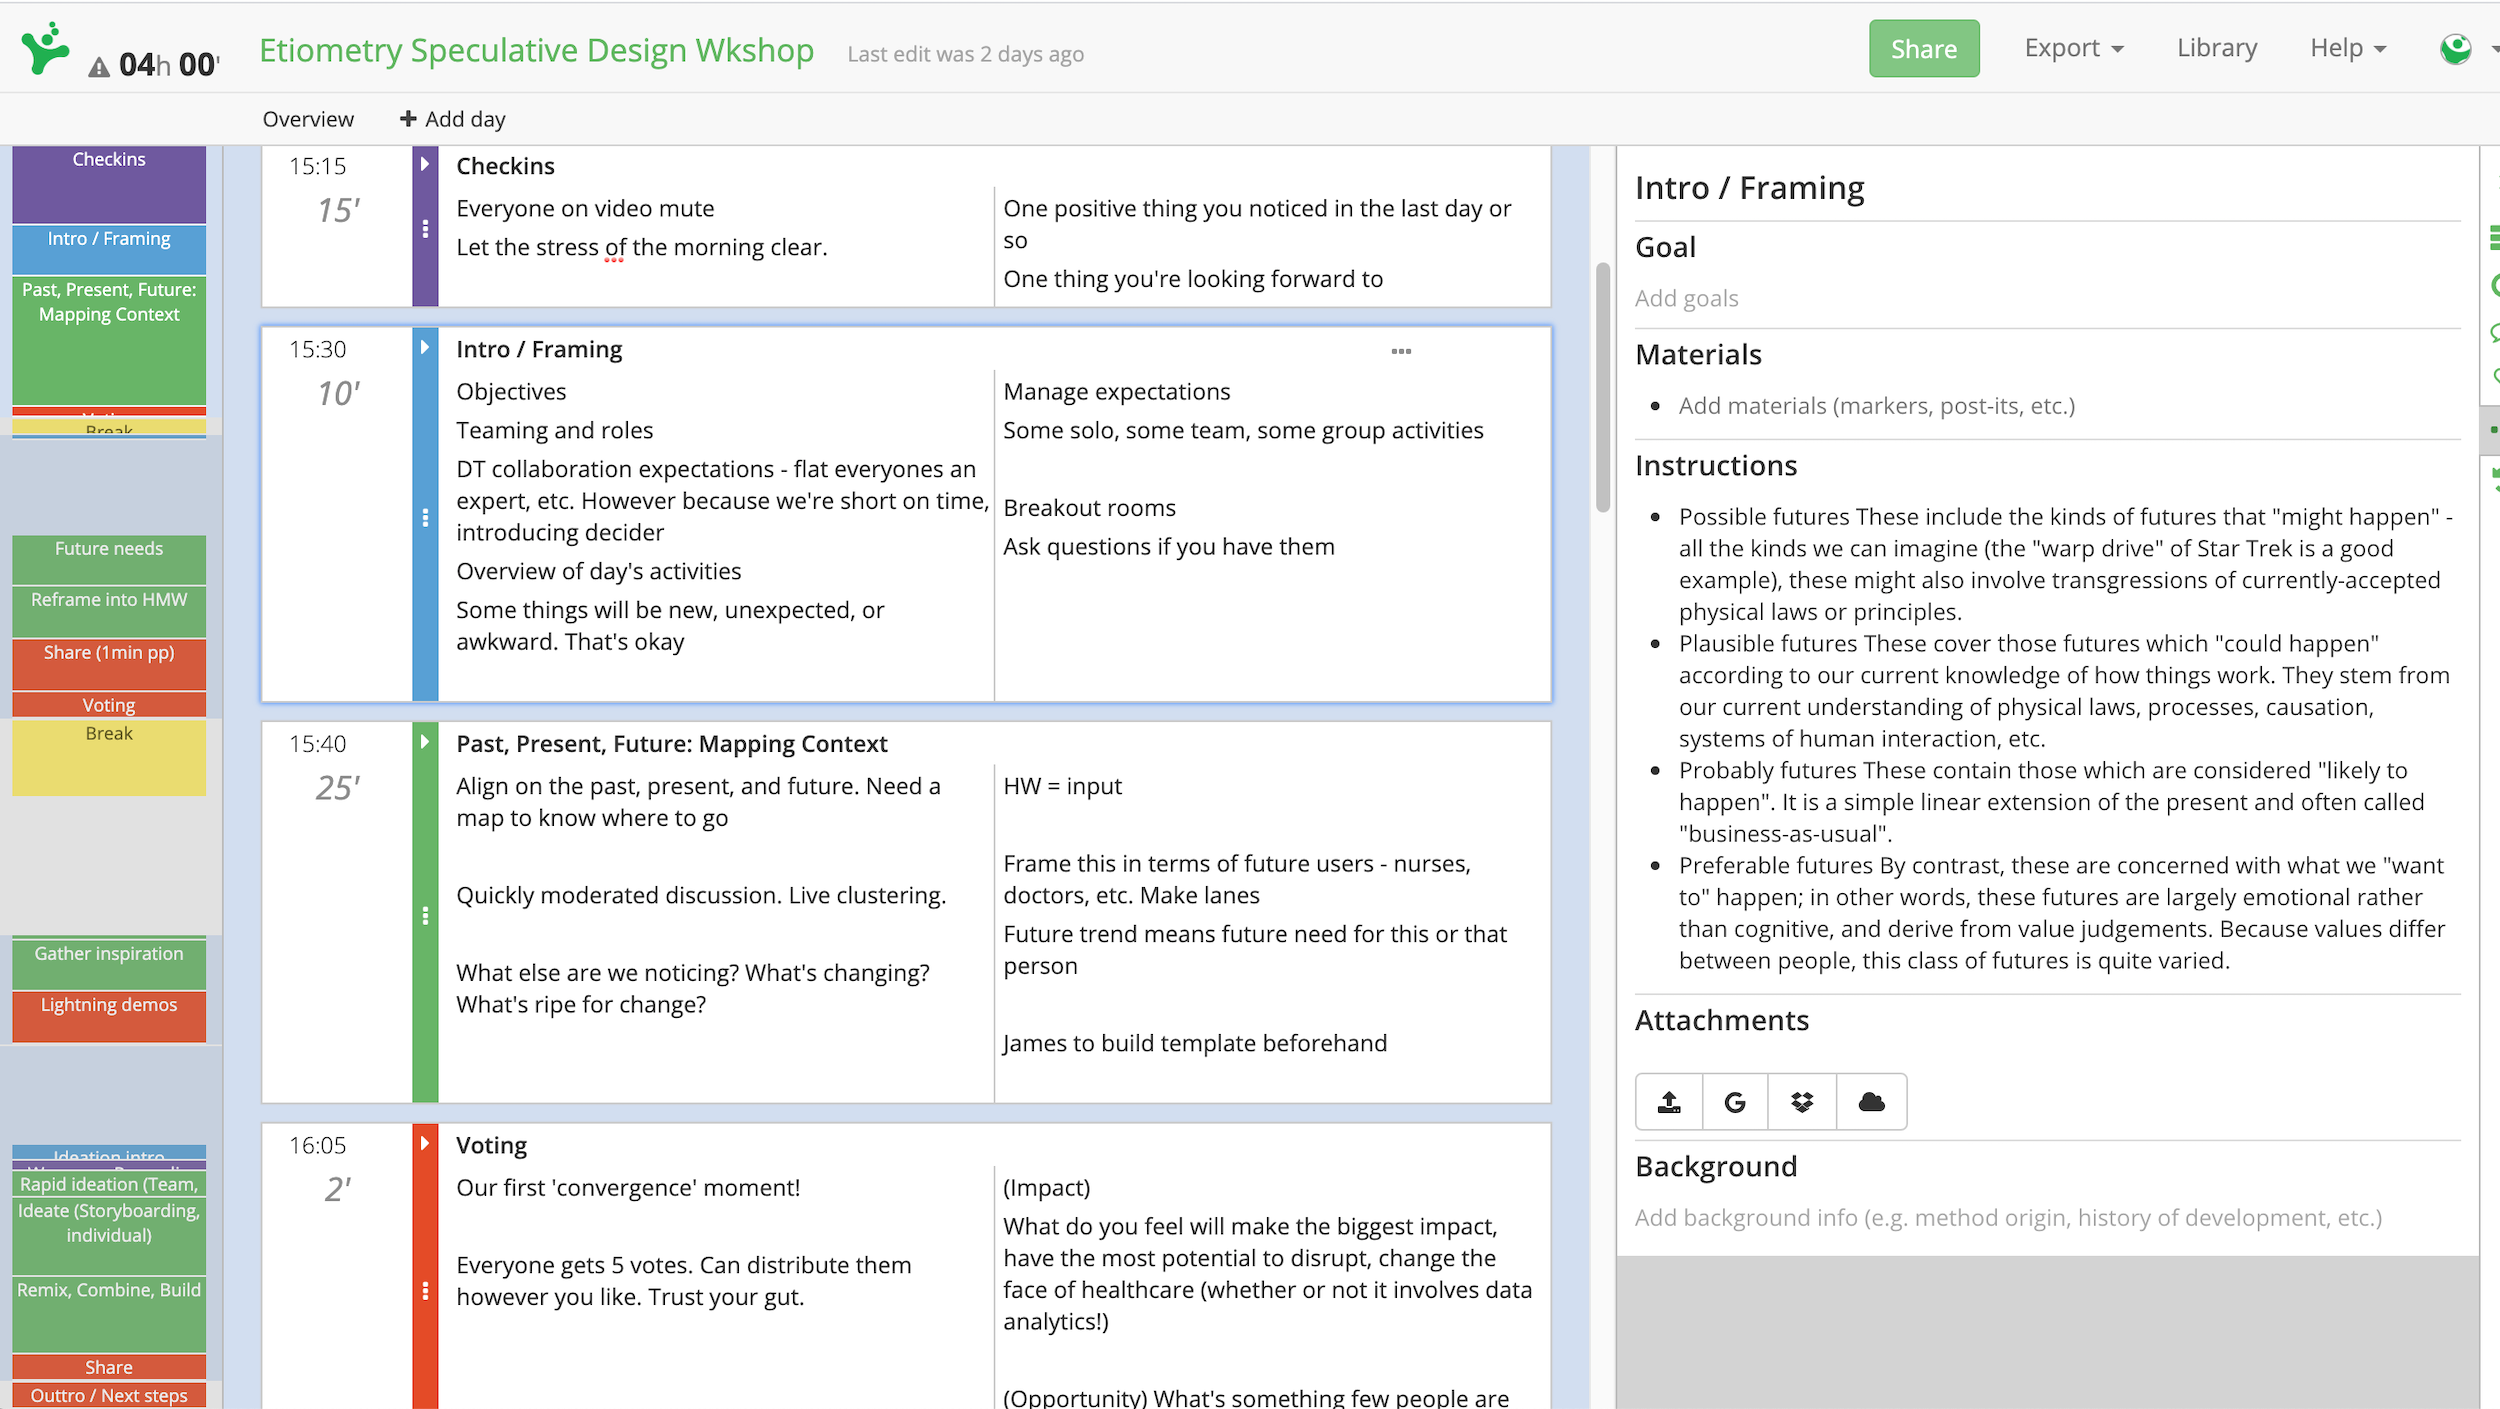 04h 00'
Etiometry Speculative Design Wkshop
Last edit was 2 days ago
Share
Export
Library
Help
Overview
Add day
Checkins
Intro / Framing
Past, Present, Future:
Mapping Context
Break
Future needs
Reframe into HMW
Share (1min pp)
Voting
Break
Gather inspiration
Lightning demos
Ideation intro
Rapid ideation (Team,
Ideate (Storyboarding,
individual)
Remix, Combine, Build
Share
Outtro / Next steps
15:15
15'
Checkins
Everyone on video mute
Let the stress of the morning clear.
One positive thing you noticed in the last day or
so
One thing you're looking forward to
15:30
10'
Intro / Framing
Objectives
Teaming and roles
DT collaboration expectations - flat everyones an
expert, etc. However because we're short on time,
introducing decider
Overview of day's activities
Some things will be new, unexpected, or
awkward. That's okay
Manage expectations
Some solo, some team, some group activities
Breakout rooms
Ask questions if you have them
15:40
25'
Past, Present, Future: Mapping Context
Align on the past, present, and future. Need a
map to know where to go
Quickly moderated discussion. Live clustering.
What else are we noticing? What's changing?
What's ripe for change?
HW = input
Frame this in terms of future users - nurses,
doctors, etc. Make lanes
Future trend means future need for this or that
person
James to build template beforehand
16:05
2'
Voting
Our first 'convergence' moment!
Everyone gets 5 votes. Can distribute them
however you like. Trust your gut.
(Impact)
What do you feel will make the biggest impact,
have the most potential to disrupt, change the
face of healthcare (whether or not it involves data
analytics!)
(Opportunity) What's something few people are
Intro / Framing
Goal
Add goals
Materials
Add materials (markers, post-its, etc.)
Instructions
Possible futures These include the kinds of futures that "might happen" -
all the kinds we can imagine (the "warp drive" of Star Trek is a good
example), these might also involve transgressions of currently-accepted
physical laws or principles.
Plausible futures These cover those futures which "could happen"
according to our current knowledge of how things work. They stem from
our current understanding of physical laws, processes, causation,
systems of human interaction, etc.
Probably futures These contain those which are considered "likely to
happen". It is a simple linear extension of the present and often called
"business-as-usual".
Preferable futures By contrast, these are concerned with what we "want
to" happen; in other words, these futures are largely emotional rather
than cognitive, and derive from value judgements. Because values differ
between people, this class of futures is quite varied.
Attachments
G
Background
Add background info (e.g. method origin, history of development, etc.)